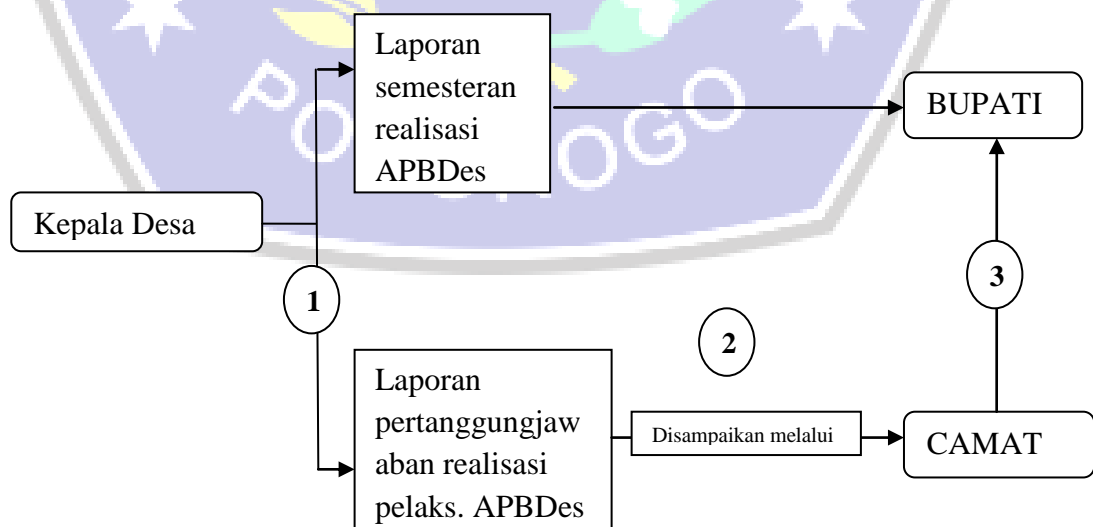 Laporan
semesteran
realisasi
APBDes
BUPATI
PONOROGO
Kepala Desa
1
2
3
Laporan
pertanggungjaw
aban realisasi
pelaks. APBDes
Disampaikan melalui
CAMAT